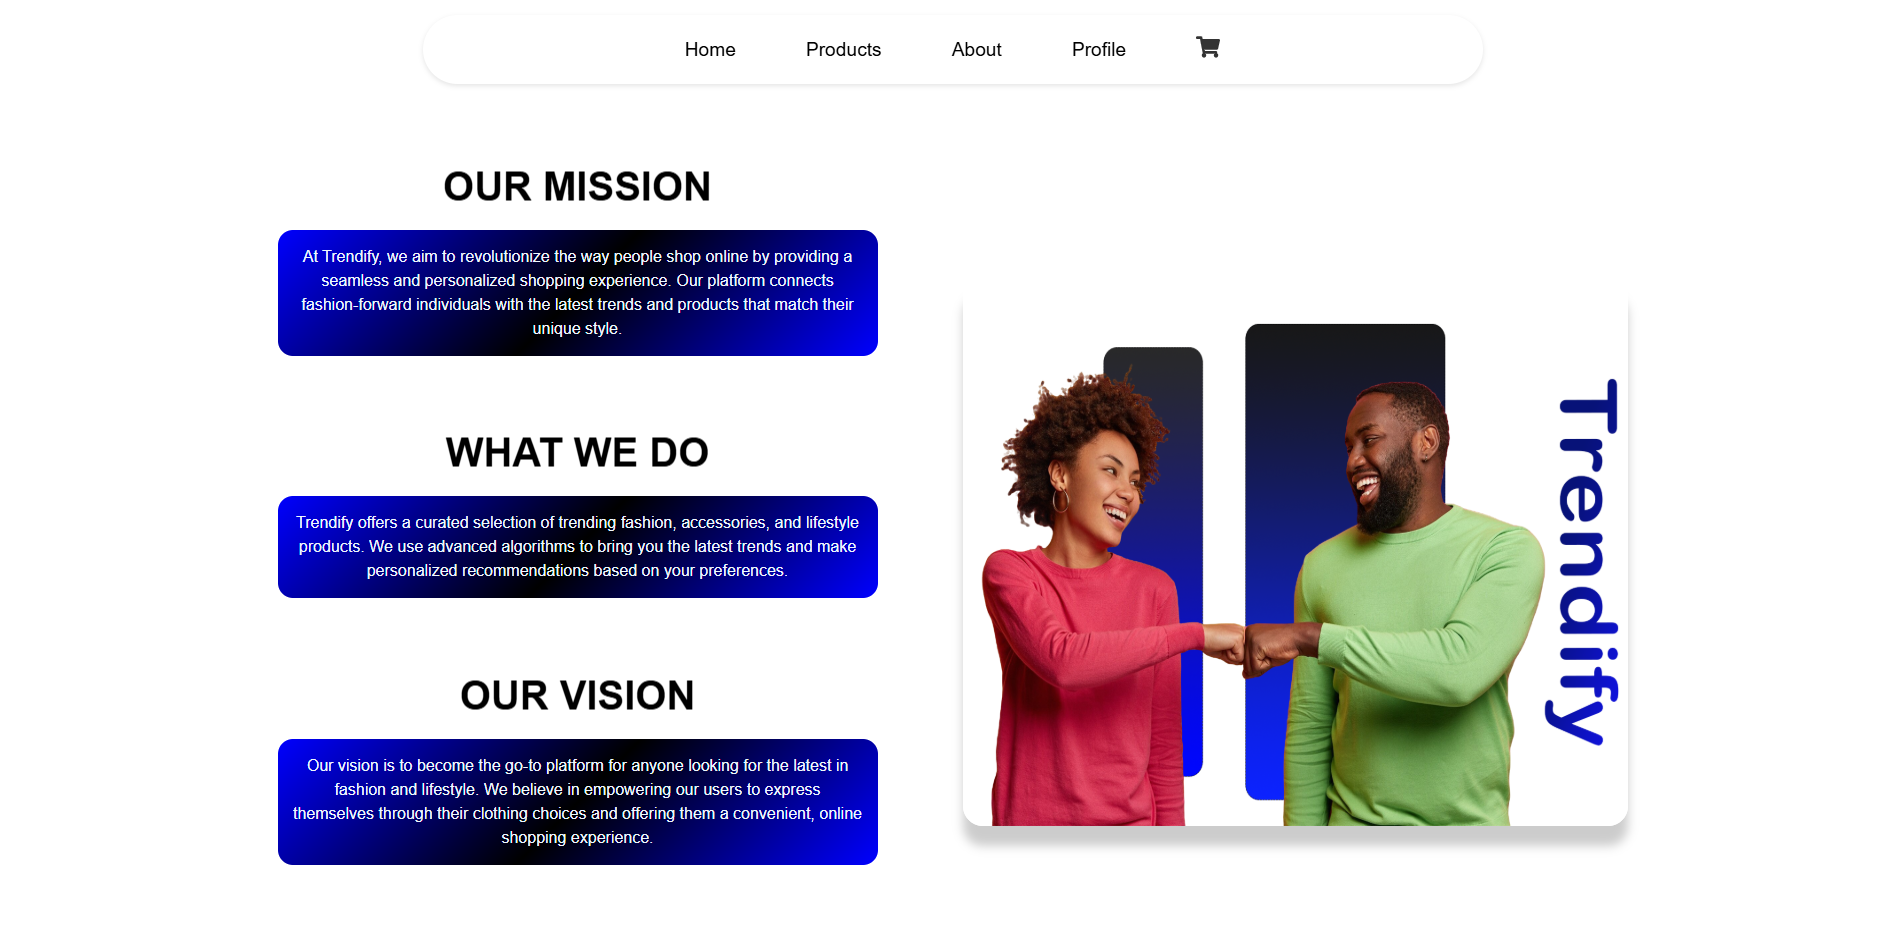 Home Products About Profile
OUR MISSION
At Trendify, we aim to revolutionize the way people shop online by providing a
seamless and personalized shopping experience. Our platform connects
fashion-forward individuals with the latest trends and products that match their
unique style.
WHAT WE DO
Trendify offers a curated selection of trending fashion, accessories, and lifestyle
products. We use advanced algorithms to bring you the latest trends and make
personalized recommendations based on your preferences.
OUR VISION
Our vision is to become the go-to platform for anyone looking for the latest in
fashion and lifestyle. We believe in empowering our users to express
themselves through their clothing choices and offering them a convenient, online
shopping experience.
Trendify